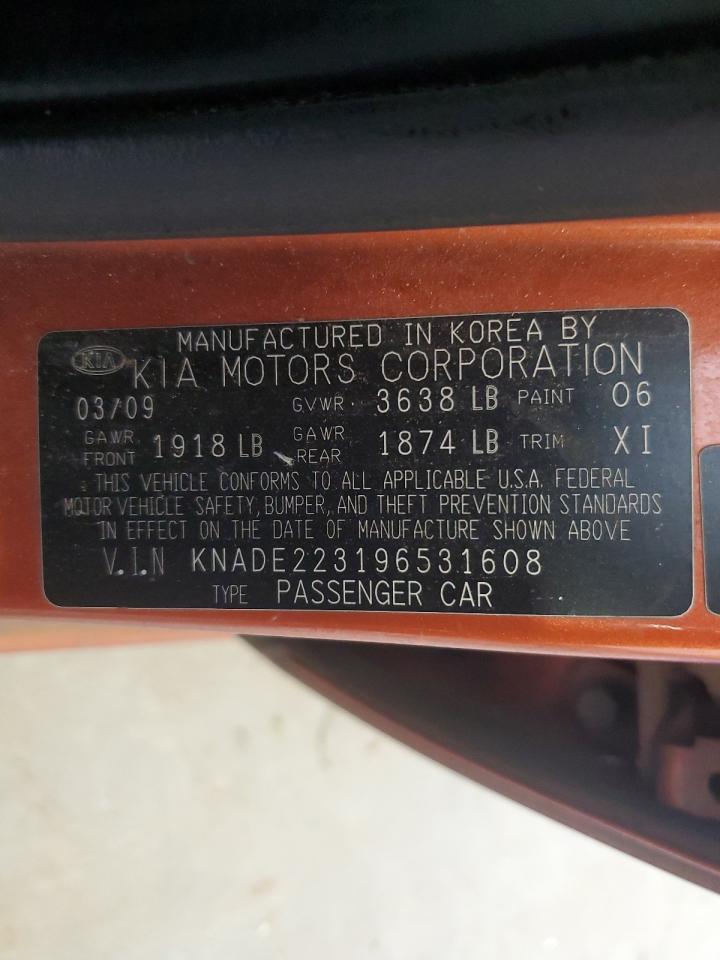 MANUFACTURED IN KOREA BY
KIA KIA MOTORS CORPORATION
03/09 GVWR 3638 LB PAINT 06
GAWR FRONT 1918 LB GAWR REAR 1874 LB TRIM XI
THIS VEHICLE CONFORMS TO ALL APPLICABLE U.S.A. FEDERAL
MOTOR VEHICLE SAFETY, BUMPER, AND THEFT PREVENTION STANDARDS
IN EFFECT ON THE DATE OF MANUFACTURE SHOWN ABOVE
V.I.N KNADE223196531608
TYPE PASSENGER CAR